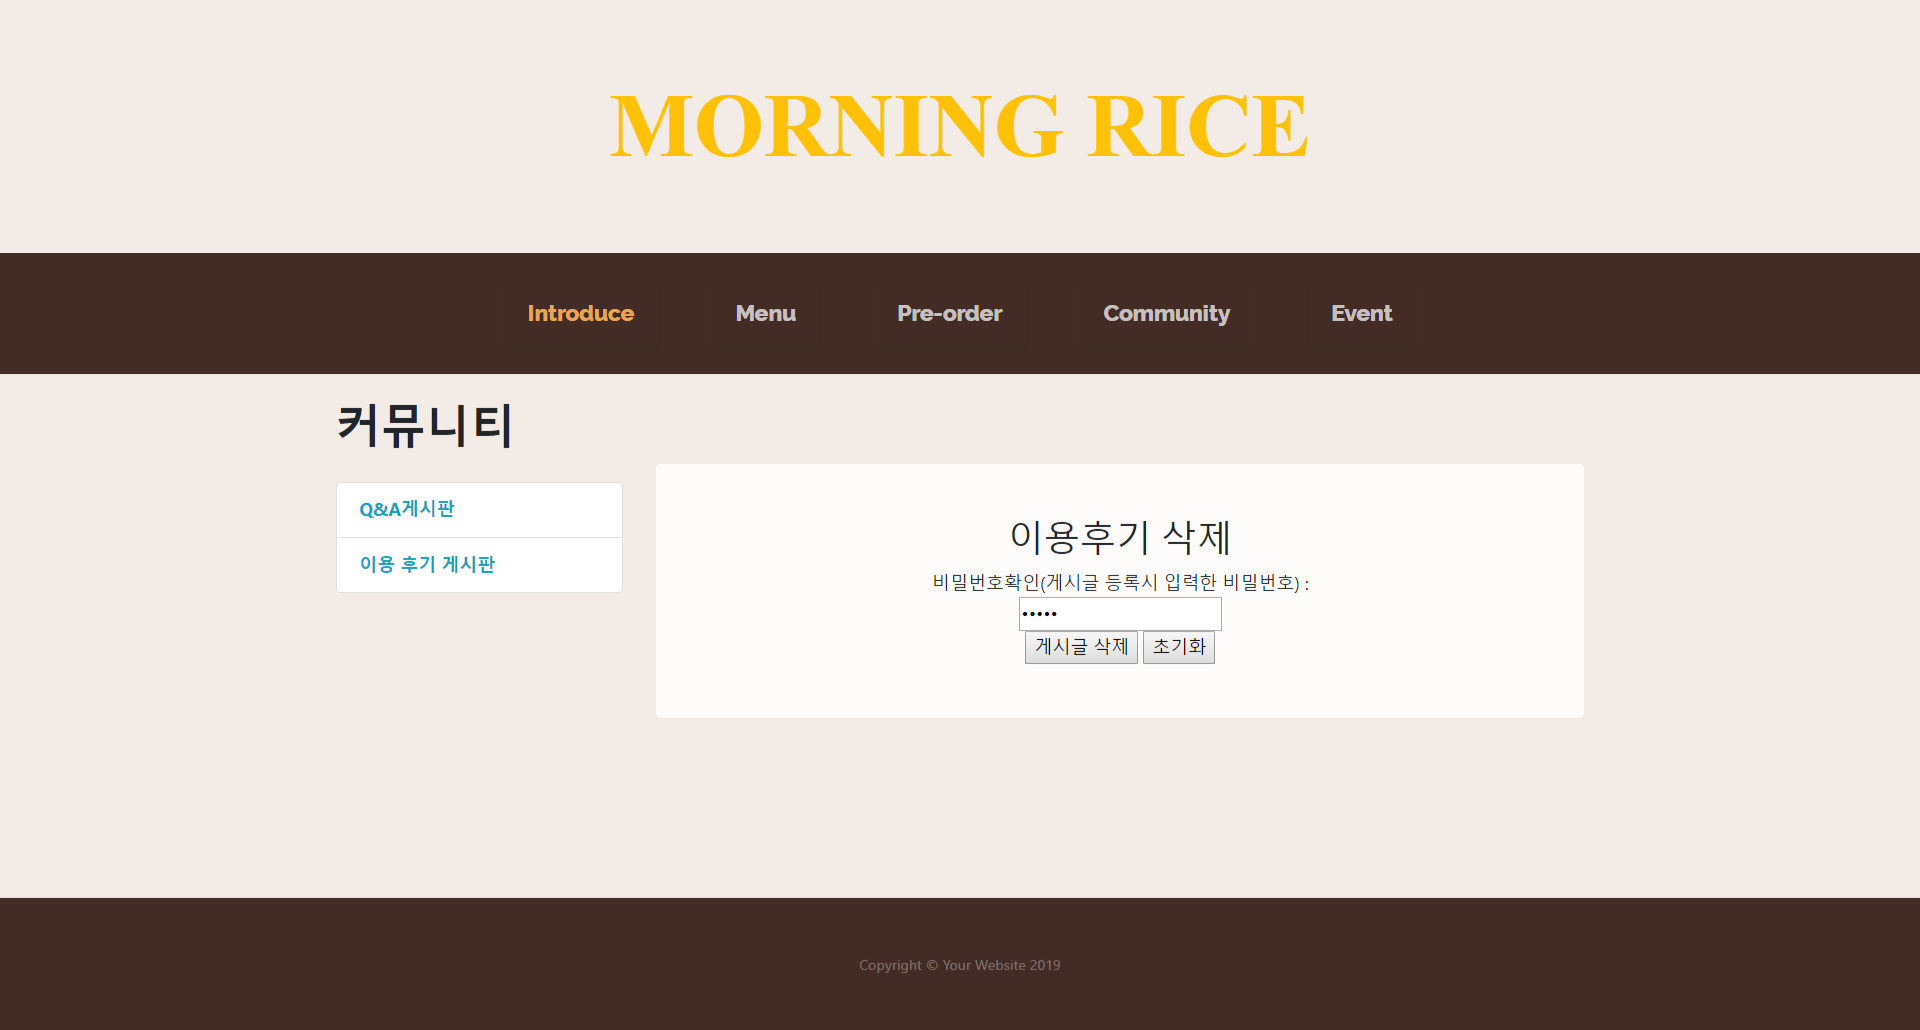 MORNING RICE
Introduce Menu Pre-order Community Event
커뮤니티
Q&A게시판
이용 후기 게시판
이용후기 삭제
비밀번호확인(게시글 등록시 입력한 비밀번호) :
•••••
게시글 삭제 초기화
Copyright © Your Website 2019